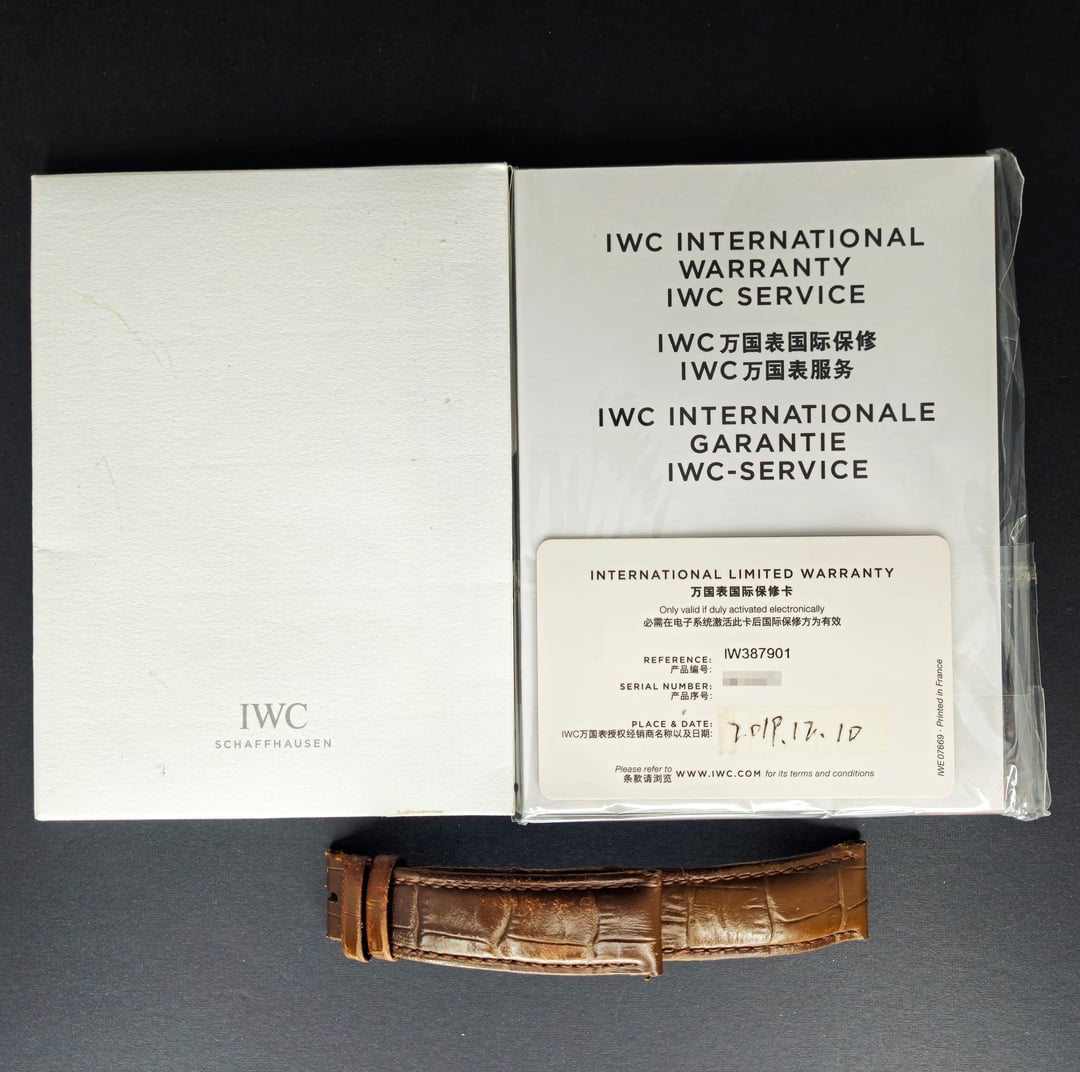 IWC
SCHAFFHAUSEN
IWC INTERNATIONAL
WARRANTY
IWC SERVICE
IWC万国表国际保修
IWC万国表服务
IWC INTERNATIONALE
GARANTIE
IWC-SERVICE
INTERNATIONAL LIMITED WARRANTY
万国表国际保修卡
Only valid if duly activated electronically
必需在电子系统激活此卡后国际保修方为有效
REFERENCE: IW387901
产品编号:
SERIAL NUMBER:
产品序号:
PLACE & DATE: 2019.12.10
IWC万国表授权经销商名称以及日期:
Please refer to
条款请浏览 WWW.IWC.COM for its terms and conditions
IWE07669 - Printed in France